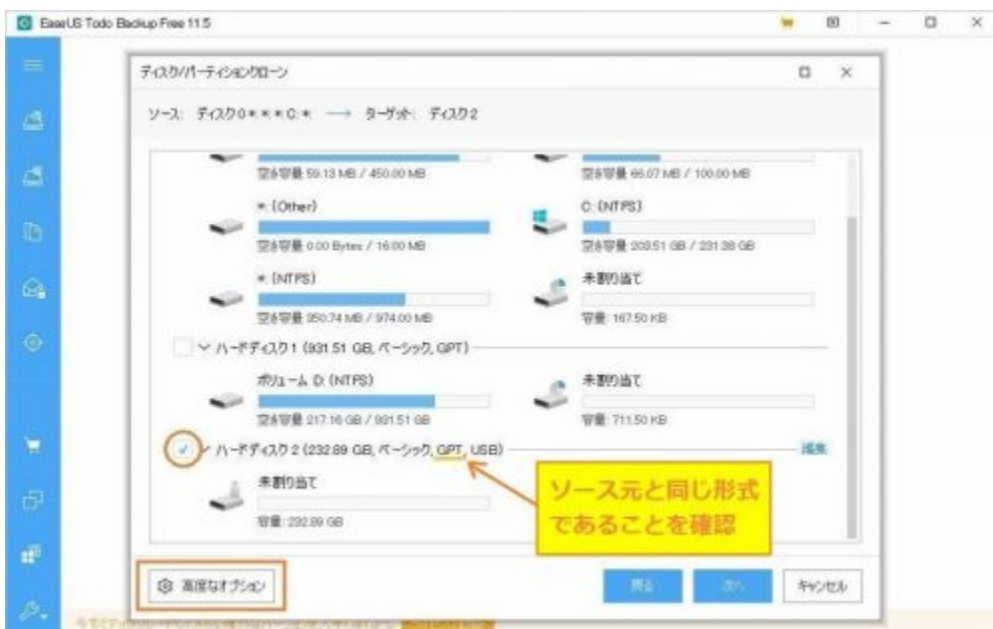 EaseUS Todo Backup Free 11.5
ディスク/パーティションクローン
ソース: ディスク0***C:* → ターゲット: ディスク2
空き容量 59.13 MB / 450.00 MB
空き容量 66.07 MB / 100.00 MB
*: (Other)
C: (NTFS)
空き容量 0.00 Bytes / 16.00 MB
空き容量 203.51 GB / 231.38 GB
*: (NTFS)
未割り当て
空き容量 350.74 MB / 974.00 MB
容量: 167.50 KB
ハードディスク1 (931.51 GB, ベーシック, GPT)
ボリューム D: (NTFS)
未割り当て
空き容量 217.16 GB / 931.51 GB
容量: 711.50 KB
ハードディスク2 (232.89 GB, ベーシック, GPT, USB)
編集
未割り当て
容量: 232.89 GB
ソース元と同じ形式
であることを確認
高度なオプション
戻る
次へ
キャンセル